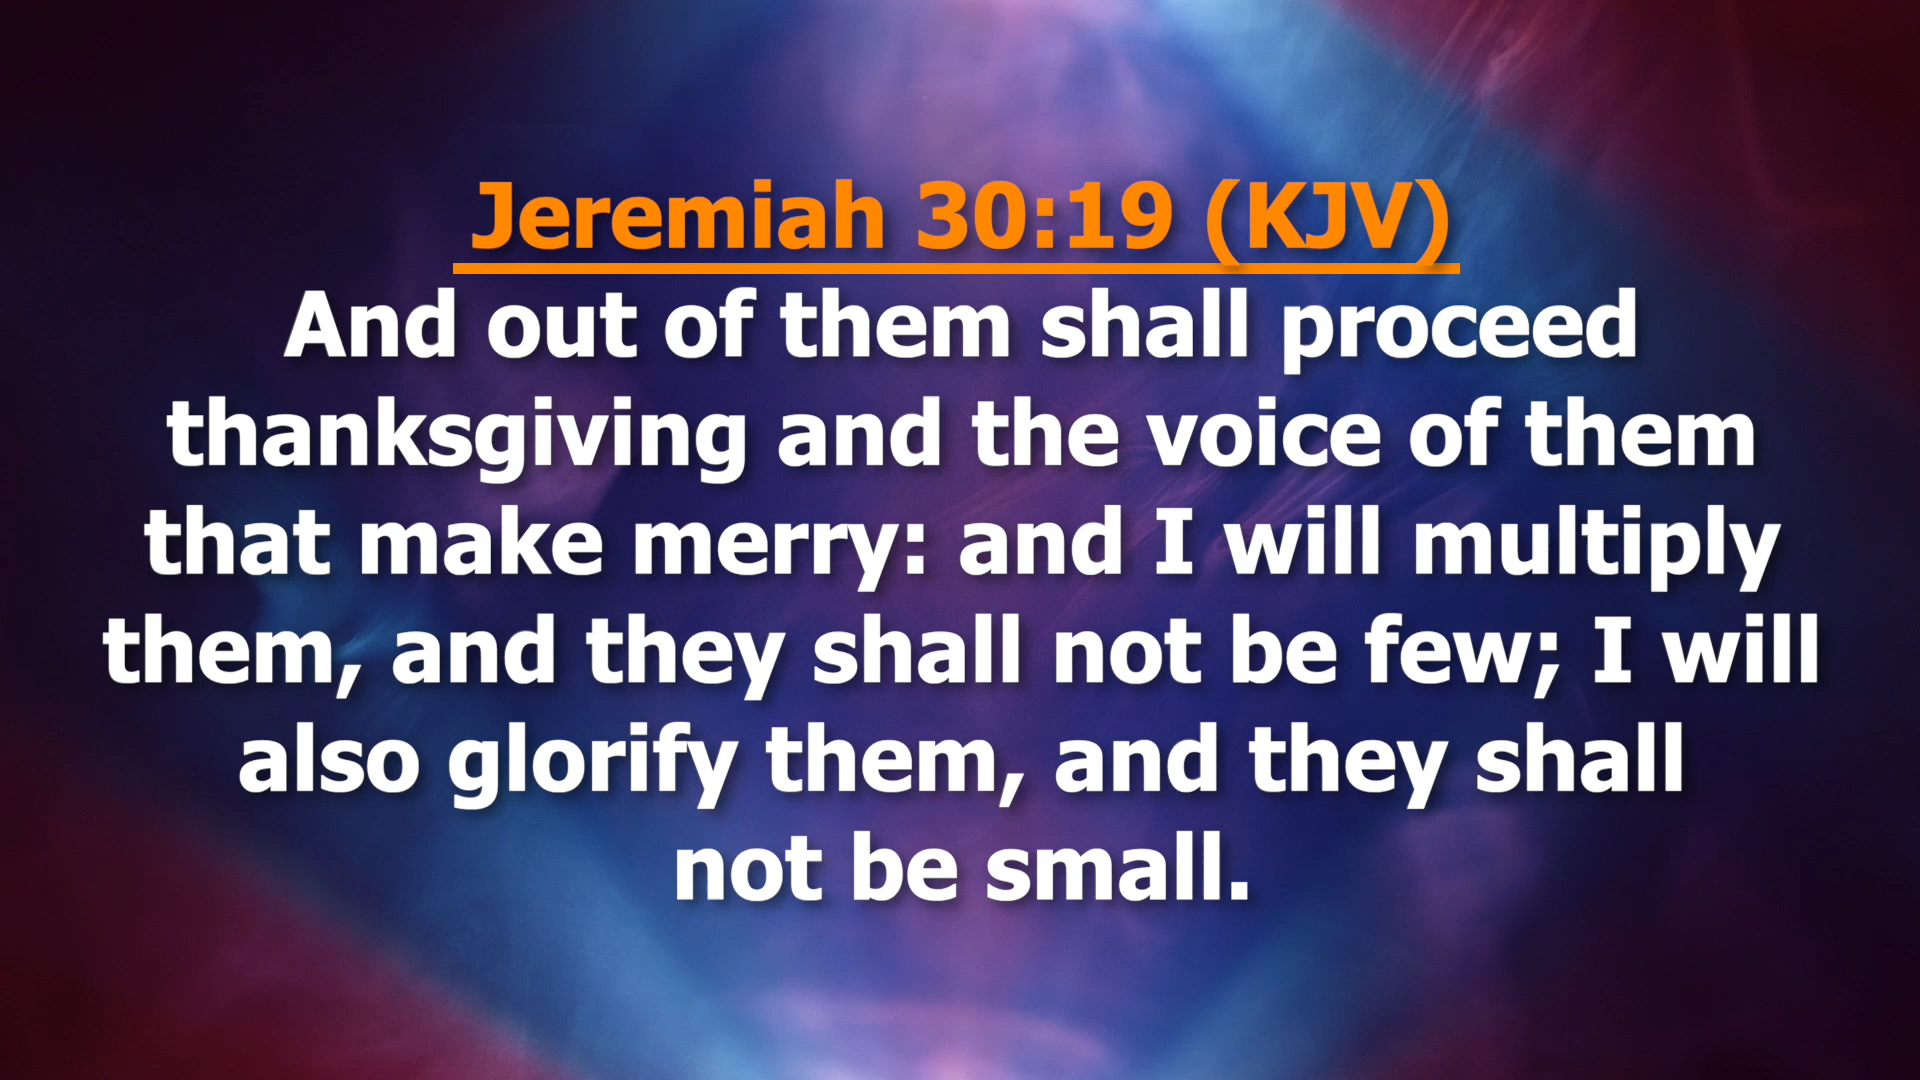 Jeremiah 30:19 (KJV)
And out of them shall proceed
thanksgiving and the voice of them
that make merry: and I will multiply
them, and they shall not be few; I will
also glorify them, and they shall
not be small.